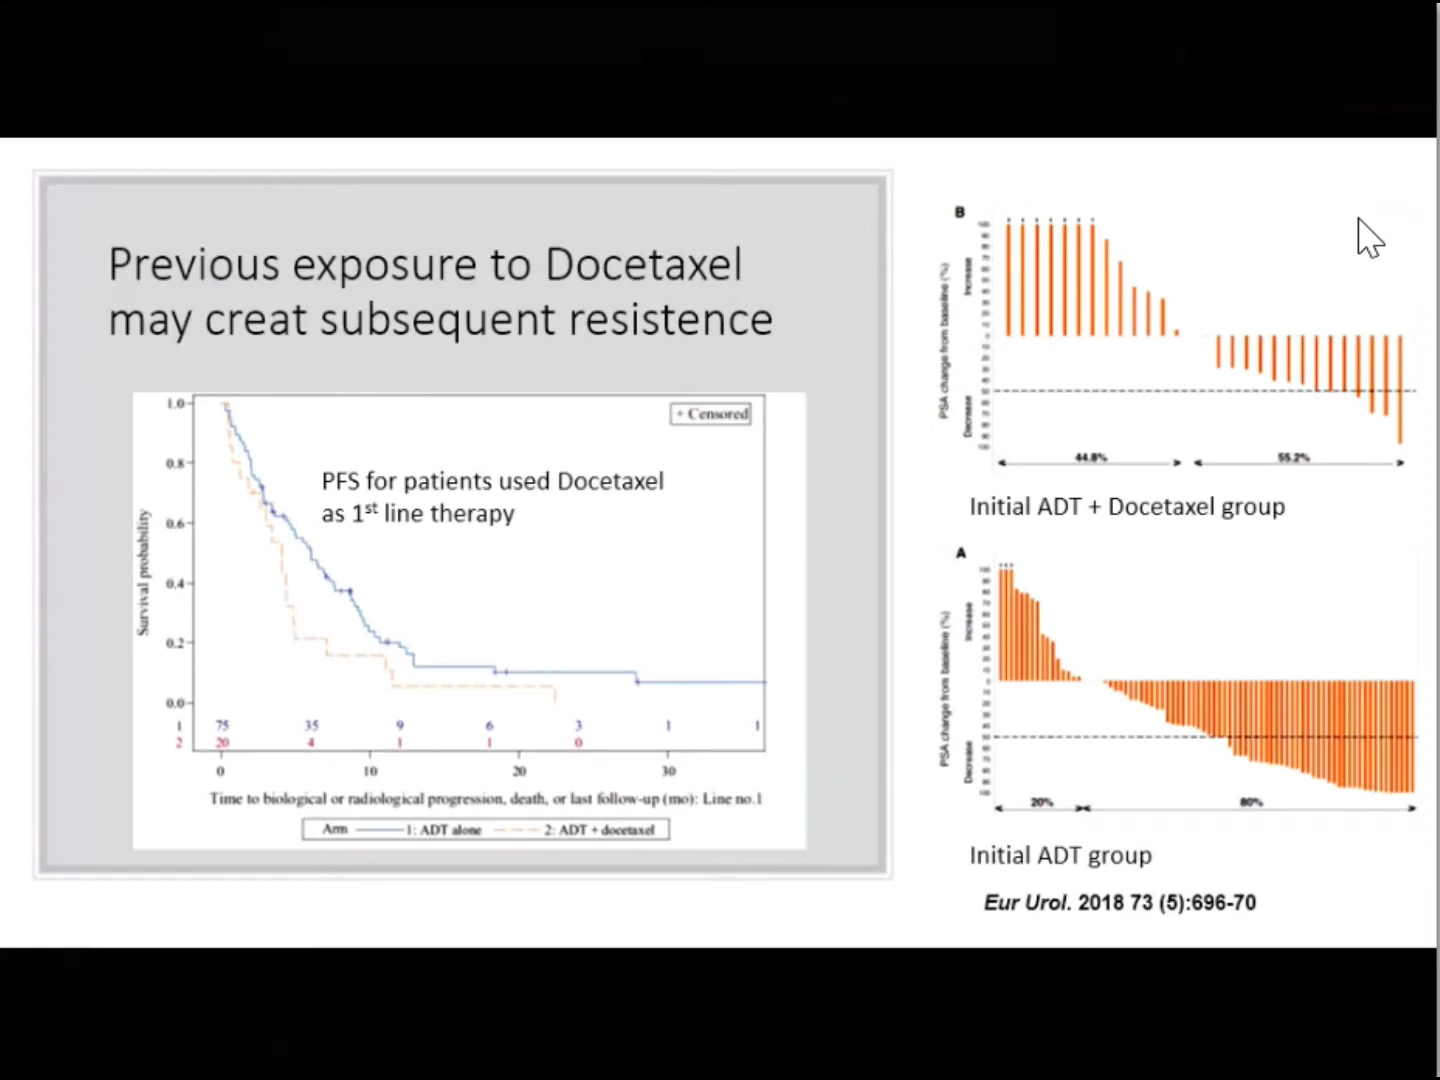 Previous exposure to Docetaxel
may creat subsequent resistence
+ Censored
PFS for patients used Docetaxel
as 1st line therapy
Survival probability
1.0
0.8
0.6
0.4
0.2
0.0
1 75 35 9 6 3 1 1
2 20 4 1 1 0
0 10 20 30
Time to biological or radiological progression, death, or last follow-up (mo): Line no.1
Arm 1: ADT alone 2: ADT + docetaxel
B
PSA change from baseline (%)
Increase
Decrease
44.8% 55.2%
Initial ADT + Docetaxel group
A
PSA change from baseline (%)
Increase
Decrease
20% 80%
Initial ADT group
Eur Urol. 2018 73 (5):696-70